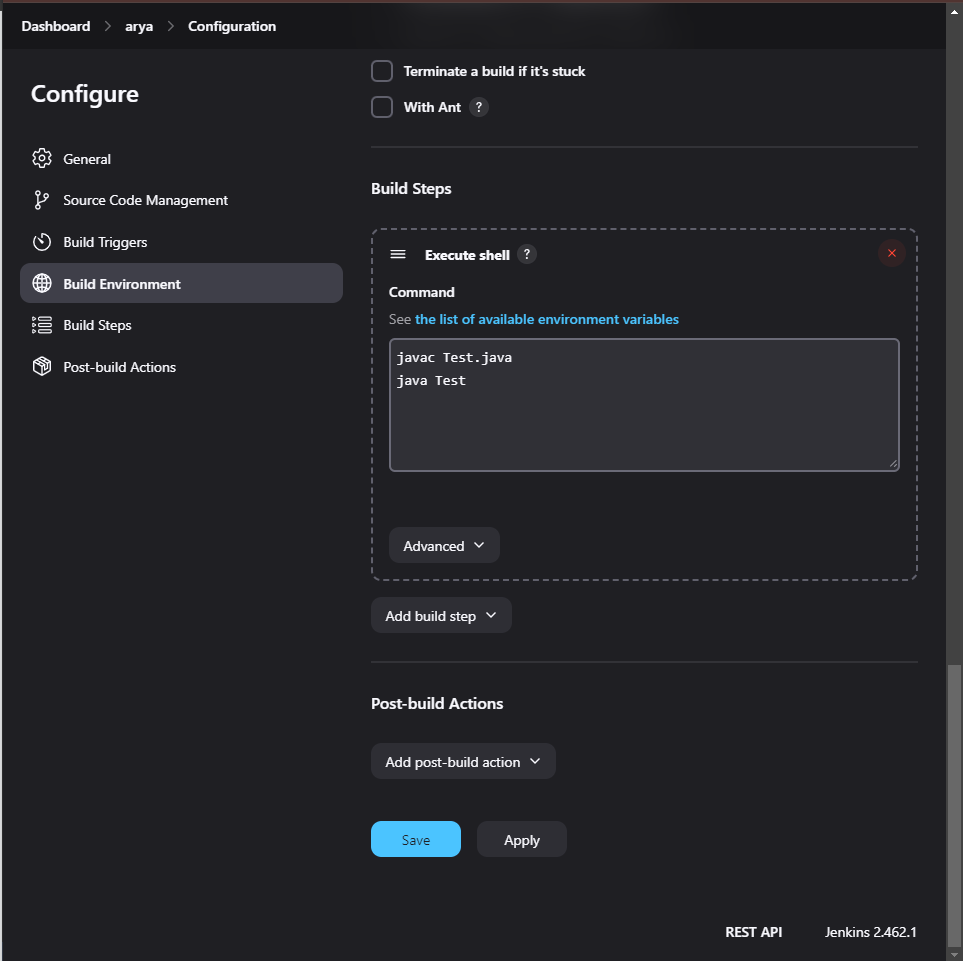 Dashboard > arya > Configuration
Configure
General
Source Code Management
Build Triggers
Build Environment
Build Steps
Post-build Actions
Terminate a build if it's stuck
With Ant ?
Build Steps
Execute shell ?
Command
See the list of available environment variables
javac Test.java
java Test
Advanced
Add build step
Post-build Actions
Add post-build action
Save
Apply
REST API
Jenkins 2.462.1